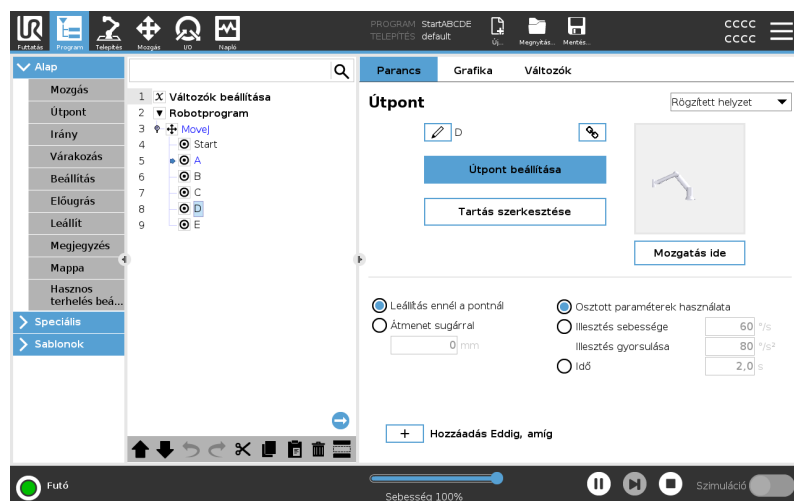 PROGRAM StartABCDE
TELEPÍTÉS default
Futtatás
Program
Telepítés
Mozgás
I/O
Napló
Új...
Megnyitás...
Mentés...
CCCC
CCCC
Alap
Mozgás
Útpont
Irány
Várakozás
Beállítás
Előugrás
Leállít
Megjegyzés
Mappa
Hasznos
terhelés beá...
Speciális
Sablonok
1 X Változók beállítása
2 Robotprogram
3 MoveJ
4 Start
5 A
6 B
7 C
8 D
9 E
Parancs
Grafika
Változók
Útpont
Rögzített helyzet
D
Útpont beállítása
Tartás szerkesztése
Mozgatás ide
Leállítás ennél a pontnál
Átmenet sugárral
0 mm
Osztott paraméterek használata
Illesztés sebessége 60 °/s
Illesztés gyorsulása 80 °/s²
Idő 2,0 s
+ Hozzáadás Eddig, amíg
Futó
Sebesség 100%
Szimuláció